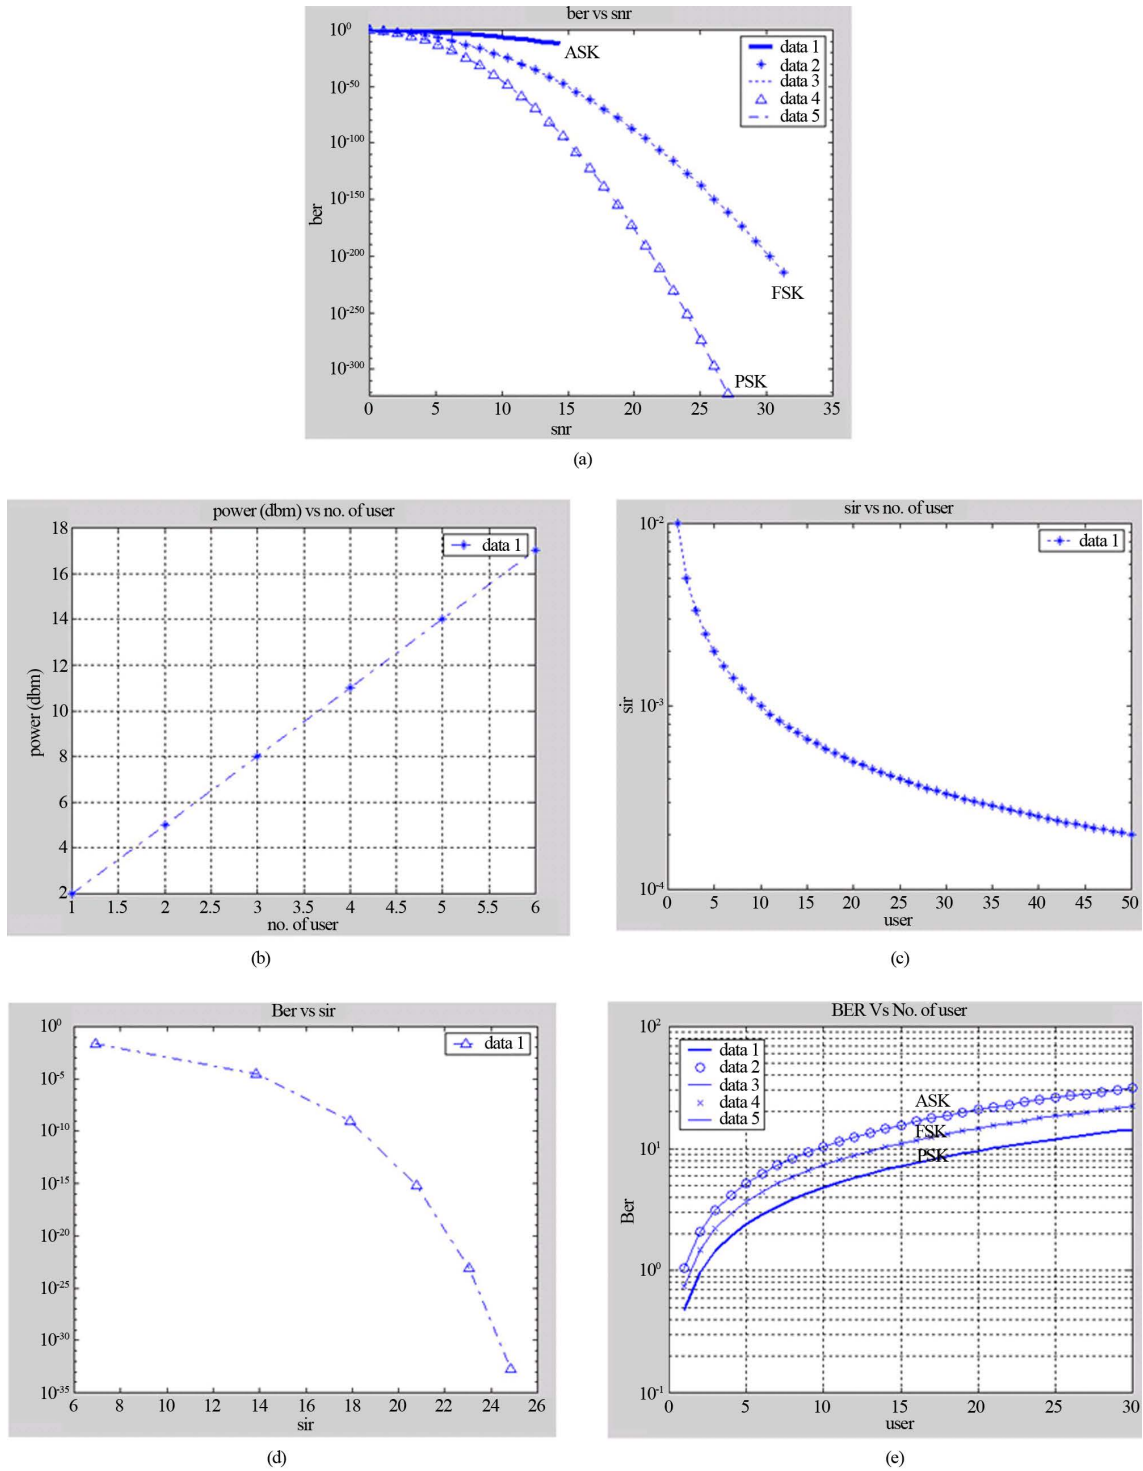 ber vs snr
10^0
10^-50
10^-100
10^-150
10^-200
10^-250
10^-300
ber
ASK
FSK
PSK
data 1
data 2
data 3
data 4
data 5
0 5 10 15 20 25 30 35
snr
(a)
power (dbm) vs no. of user
data 1
18
16
14
12
10
8
6
4
2
power (dbm)
1 1.5 2 2.5 3 3.5 4 4.5 5 5.5 6
no. of user
(b)
sir vs no. of user
data 1
10^-2
10^-3
10^-4
sir
0 5 10 15 20 25 30 35 40 45 50
user
(c)
Ber vs sir
data 1
10^0
10^-5
10^-10
10^-15
10^-20
10^-25
10^-30
10^-35
6 8 10 12 14 16 18 20 22 24 26
sir
(d)
BER Vs No. of user
data 1
data 2
data 3
data 4
data 5
ASK
FSK
PSK
10^2
10^1
10^0
10^-1
Ber
0 5 10 15 20 25 30
user
(e)